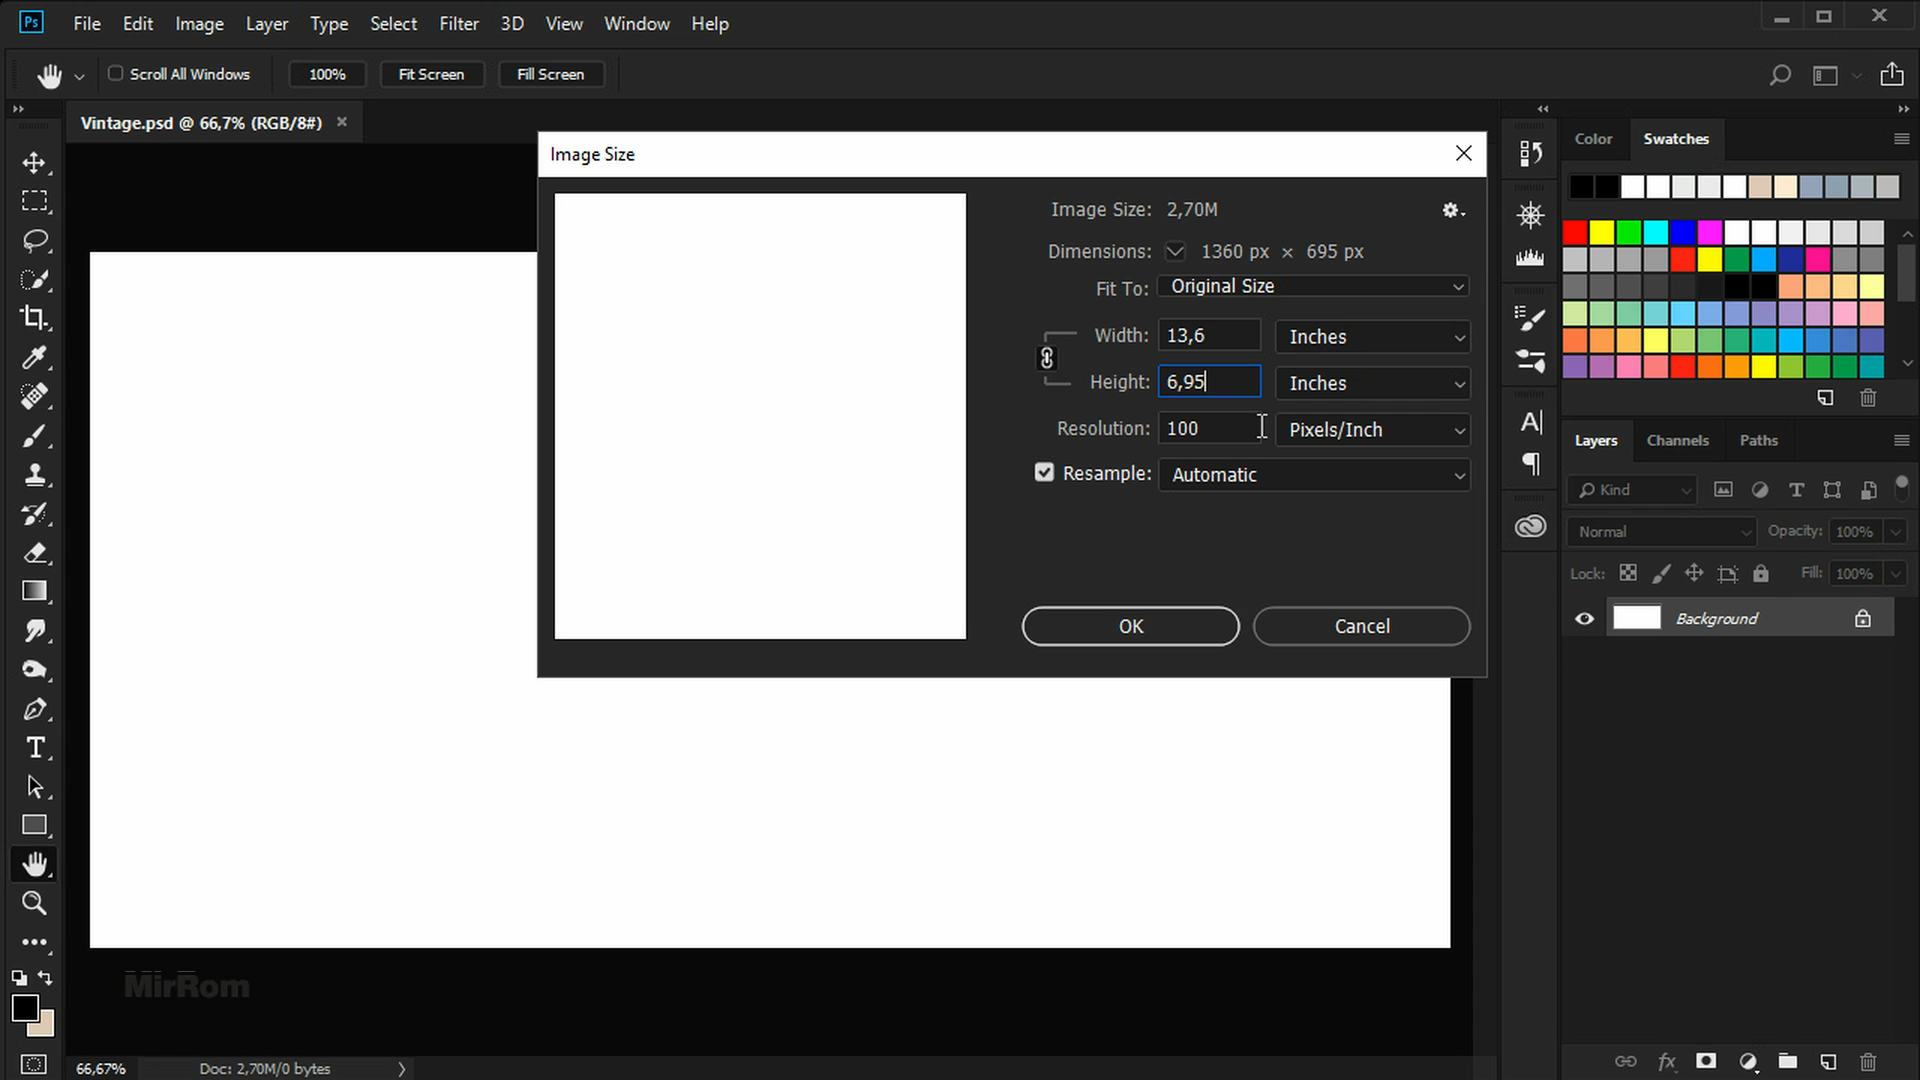 Ps File Edit Image Layer Type Select Filter 3D View Window Help
Scroll All Windows 100% Fit Screen Fill Screen
Vintage.psd @ 66,7% (RGB/8#)
Image Size
Image Size: 2,70M
Dimensions: 1360 px × 695 px
Fit To: Original Size
Width: 13,6 Inches
Height: 6,95 Inches
Resolution: 100 Pixels/Inch
Resample: Automatic
OK Cancel
Color Swatches
Layers Channels Paths
Kind
Normal Opacity: 100%
Lock: Fill: 100%
Background
MirRom
66,67% Doc: 2,70M/0 bytes
fx